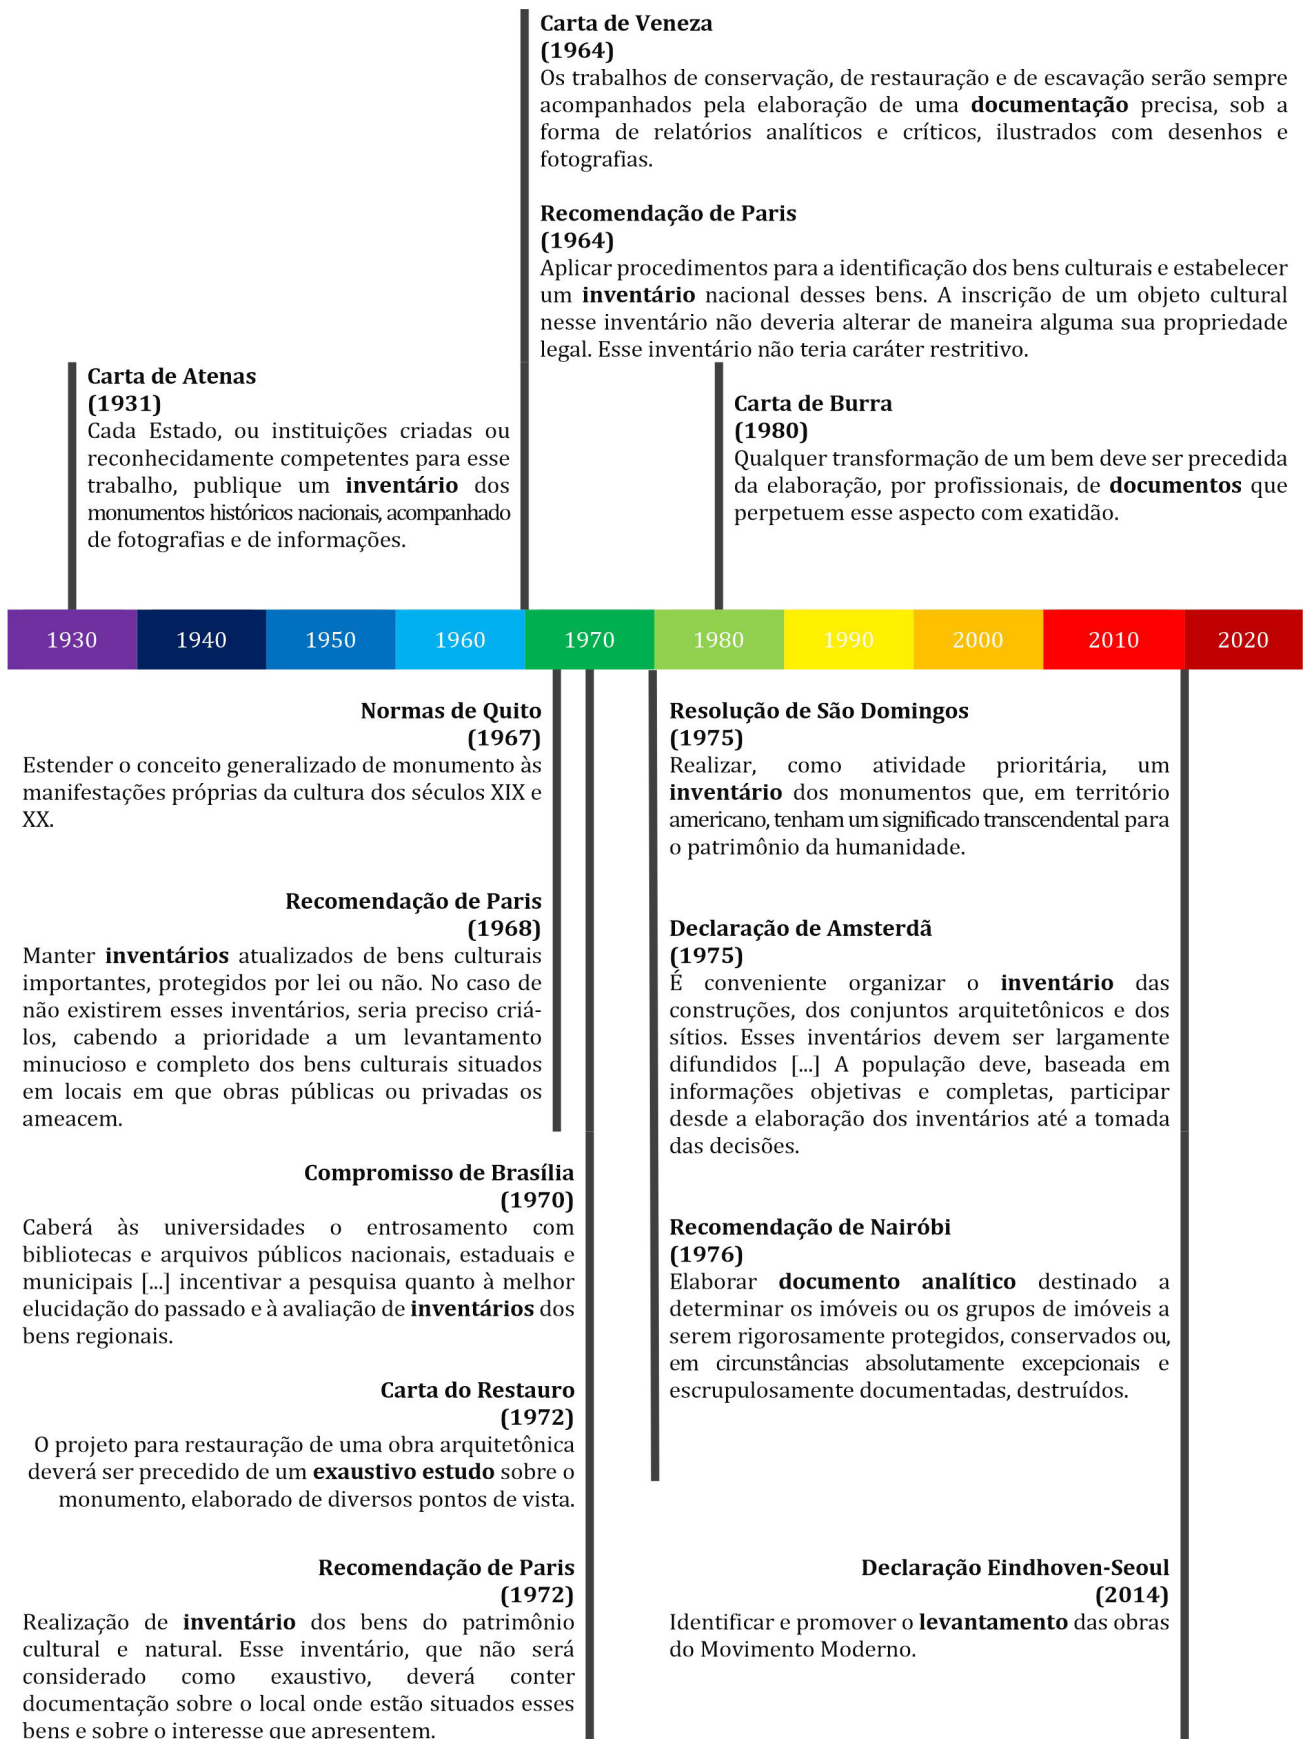 Carta de Veneza
(1964)
Os trabalhos de conservação, de restauração e de escavação serão sempre
acompanhados pela elaboração de uma documentação precisa, sob a
forma de relatórios analíticos e críticos, ilustrados com desenhos e
fotografias.
Recomendação de Paris
(1964)
Aplicar procedimentos para a identificação dos bens culturais e estabelecer
um inventário nacional desses bens. A inscrição de um objeto cultural
nesse inventário não deveria alterar de maneira alguma sua propriedade
legal. Esse inventário não teria caráter restritivo.
Carta de Atenas
(1931)
Cada Estado, ou instituições criadas ou
reconhecidamente competentes para esse
trabalho, publique um inventário dos
monumentos históricos nacionais, acompanhado
de fotografias e de informações.
Carta de Burra
(1980)
Qualquer transformação de um bem deve ser precedida
da elaboração, por profissionais, de documentos que
perpetuem esse aspecto com exatidão.
1930 1940 1950 1960 1970 1980 1990 2000 2010 2020
Normas de Quito
(1967)
Estender o conceito generalizado de monumento às
manifestações próprias da cultura dos séculos XIX e
XX.
Recomendação de Paris
(1968)
Manter inventários atualizados de bens culturais
importantes, protegidos por lei ou não. No caso de
não existirem esses inventários, seria preciso criá-
los, cabendo a prioridade a um levantamento
minucioso e completo dos bens culturais situados
em locais em que obras públicas ou privadas os
ameacem.
Compromisso de Brasília
(1970)
Caberá às universidades o entrosamento com
bibliotecas e arquivos públicos nacionais, estaduais e
municipais [...] incentivar a pesquisa quanto à melhor
elucidação do passado e à avaliação de inventários dos
bens regionais.
Carta do Restauro
(1972)
O projeto para restauração de uma obra arquitetônica
deverá ser precedido de um exaustivo estudo sobre o
monumento, elaborado de diversos pontos de vista.
Recomendação de Paris
(1972)
Realização de inventário dos bens do patrimônio
cultural e natural. Esse inventário, que não será
considerado como exaustivo, deverá conter
documentação sobre o local onde estão situados esses
bens e sobre o interesse que apresentem.
Resolução de São Domingos
(1975)
Realizar, como atividade prioritária, um
inventário dos monumentos que, em território
americano, tenham um significado transcendental para
o patrimônio da humanidade.
Declaração de Amsterdã
(1975)
É conveniente organizar o inventário das
construções, dos conjuntos arquitetônicos e dos
sítios. Esses inventários devem ser largamente
difundidos [...] A população deve, baseada em
informações objetivas e completas, participar
desde a elaboração dos inventários até a tomada
das decisões.
Recomendação de Nairóbi
(1976)
Elaborar documento analítico destinado a
determinar os imóveis ou os grupos de imóveis a
serem rigorosamente protegidos, conservados ou,
em circunstâncias absolutamente excepcionais e
escrupulosamente documentadas, destruídos.
Declaração Eindhoven-Seoul
(2014)
Identificar e promover o levantamento das obras
do Movimento Moderno.